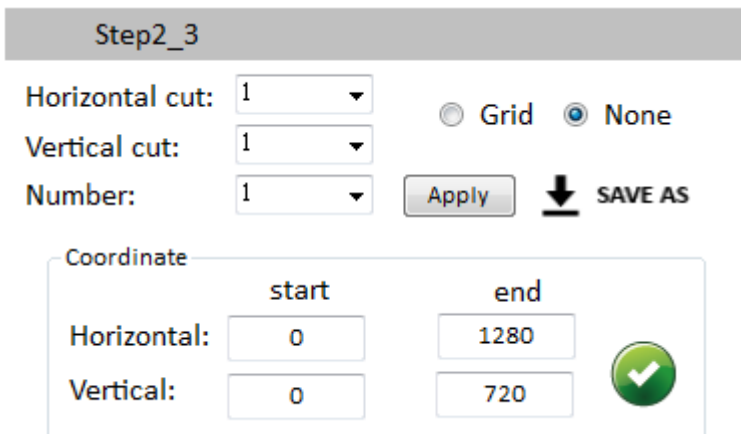 Step2_3
Horizontal cut: 1
Grid None
Vertical cut: 1
Number: 1 Apply SAVE AS
Coordinate
start end
Horizontal: 0 1280
Vertical: 0 720